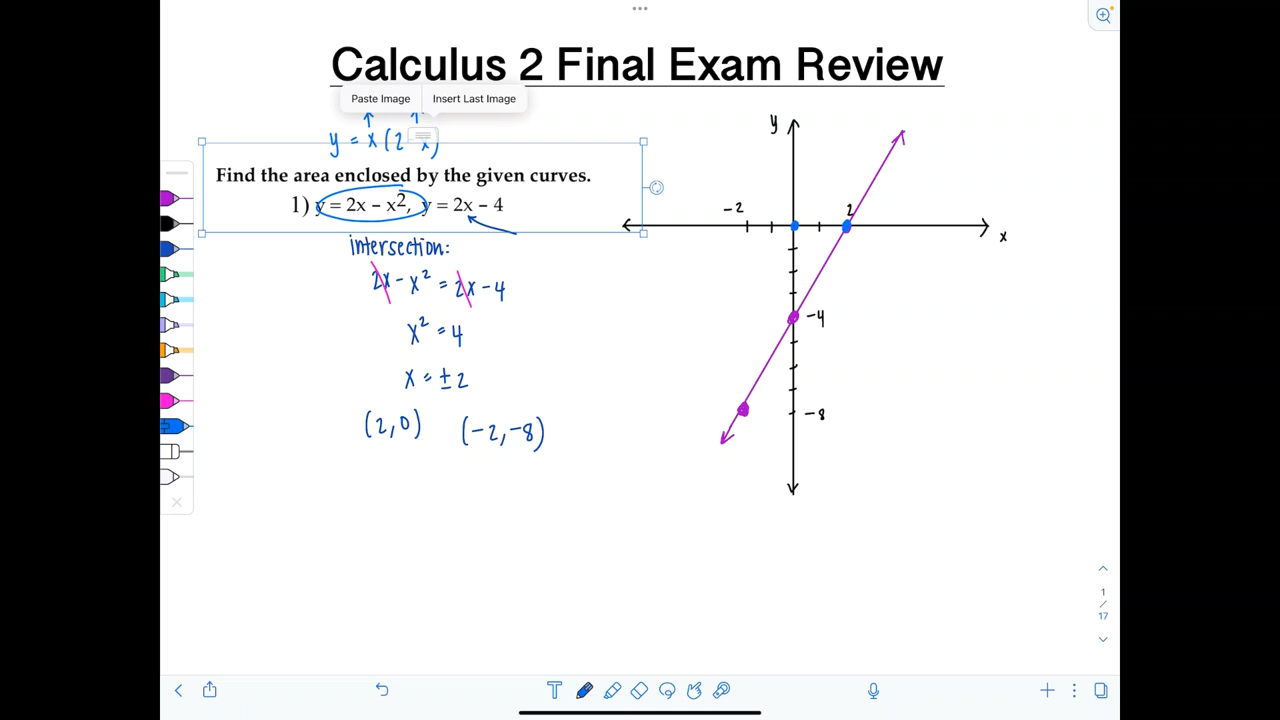 Calculus 2 Final Exam Review
Paste Image
Insert Last Image
y = x (2 - x)
Find the area enclosed by the given curves.
1) y = 2x − x², y = 2x − 4
intersection:
2x - x² = 2x - 4
x² = 4
x = ± 2
(2,0) (-2,-8)
y
-2
2
x
-4
-8
1
/
17
T